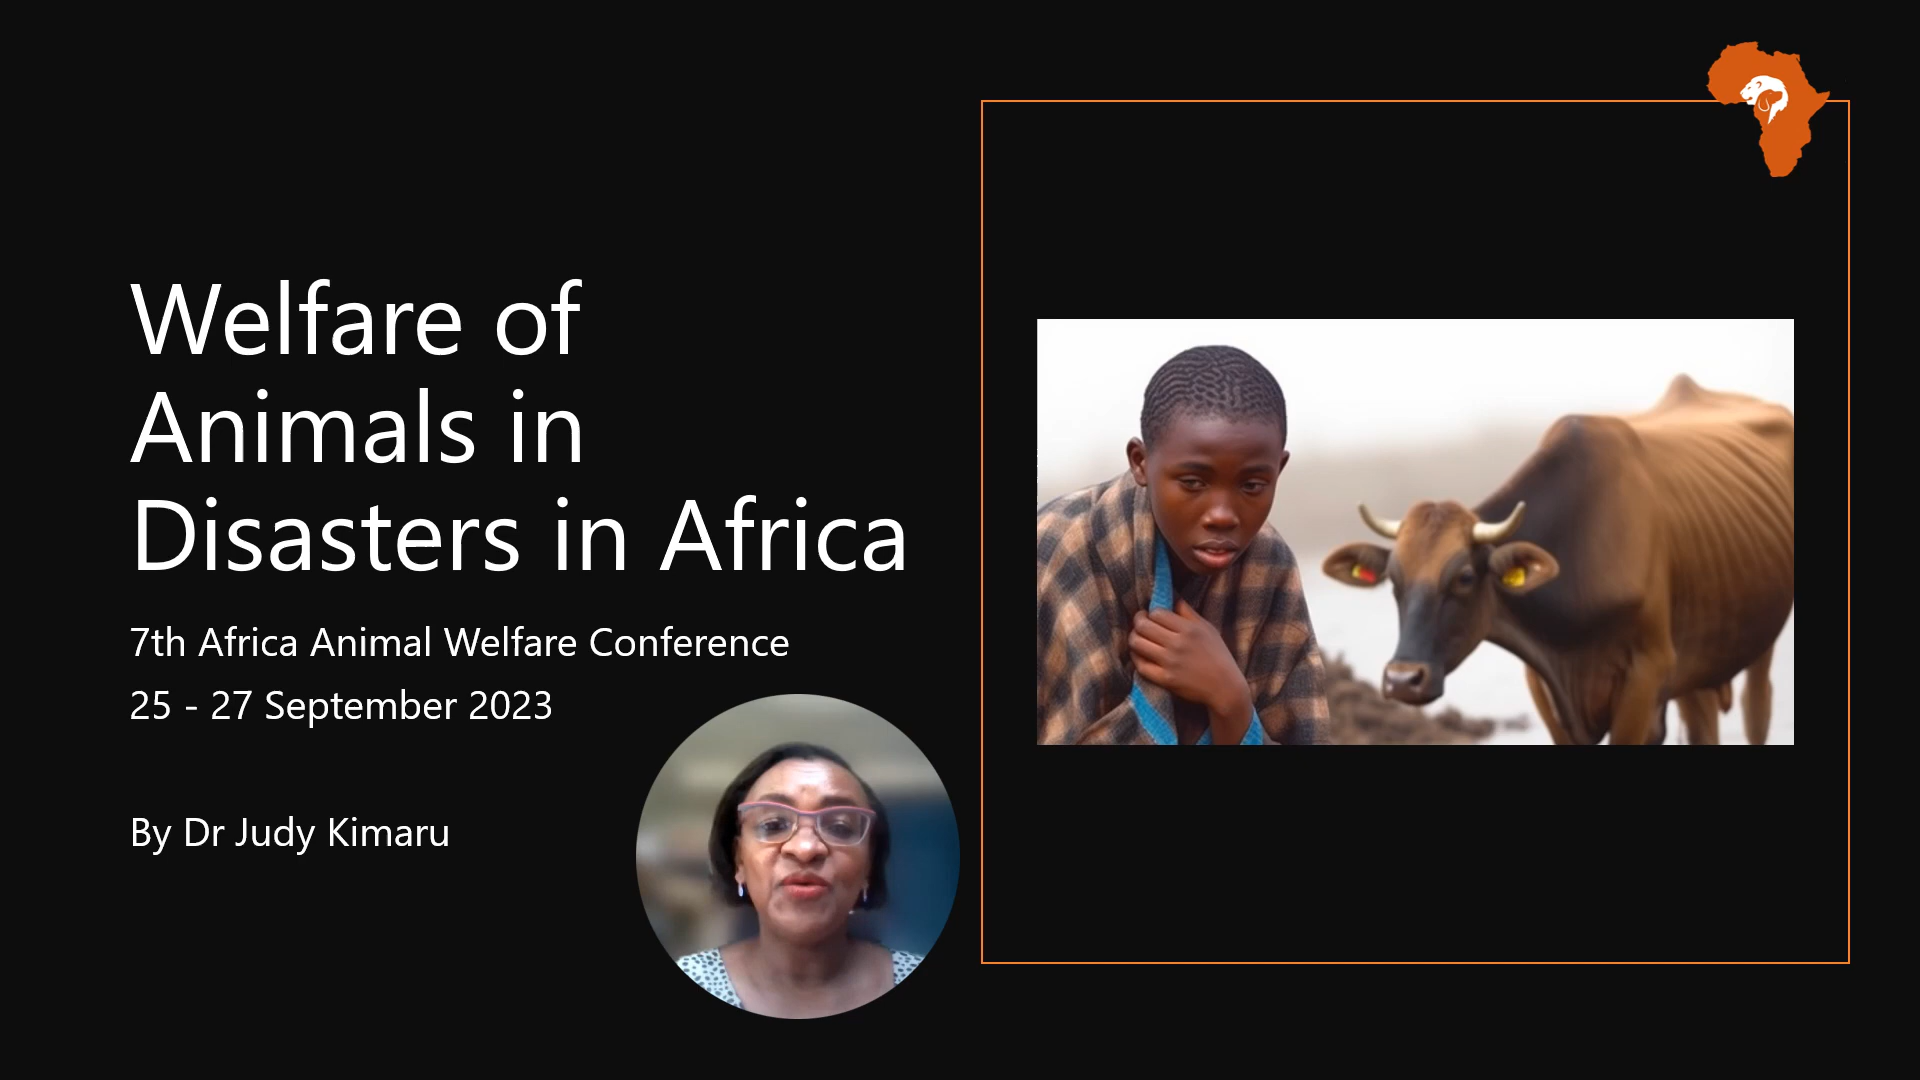 Welfare of
Animals in
Disasters in Africa
7th Africa Animal Welfare Conference
25 - 27 September 2023
By Dr Judy Kimaru